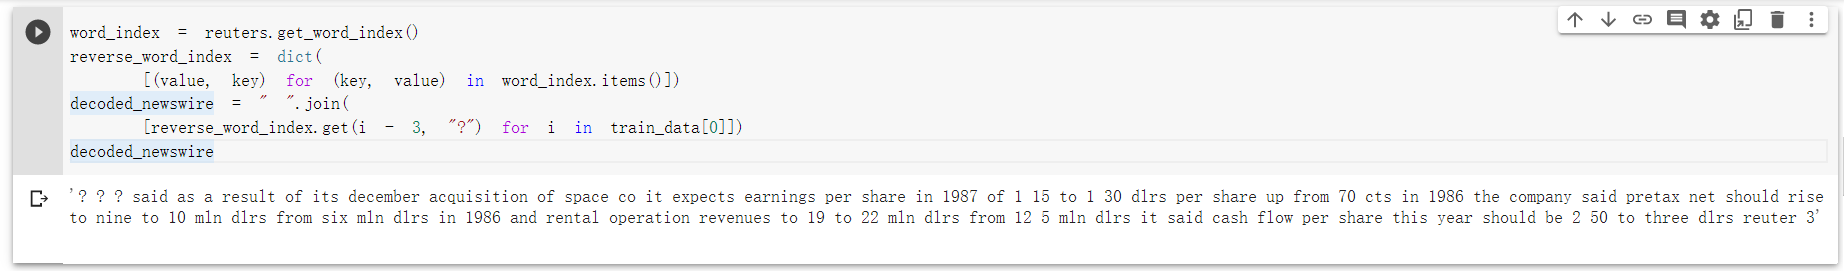 word_index = reuters.get_word_index()
reverse_word_index = dict(
[(value, key) for (key, value) in word_index.items()])
decoded_newswire = " ".join(
[reverse_word_index.get(i - 3, "?") for i in train_data[0]])
decoded_newswire
'? ? ? said as a result of its december acquisition of space co it expects earnings per share in 1987 of 1 15 to 1 30 dlrs per share up from 70 cts in 1986 the company said pretax net should rise
to nine to 10 mln dlrs from six mln dlrs in 1986 and rental operation revenues to 19 to 22 mln dlrs from 12 5 mln dlrs it said cash flow per share this year should be 2 50 to three dlrs reuter 3'